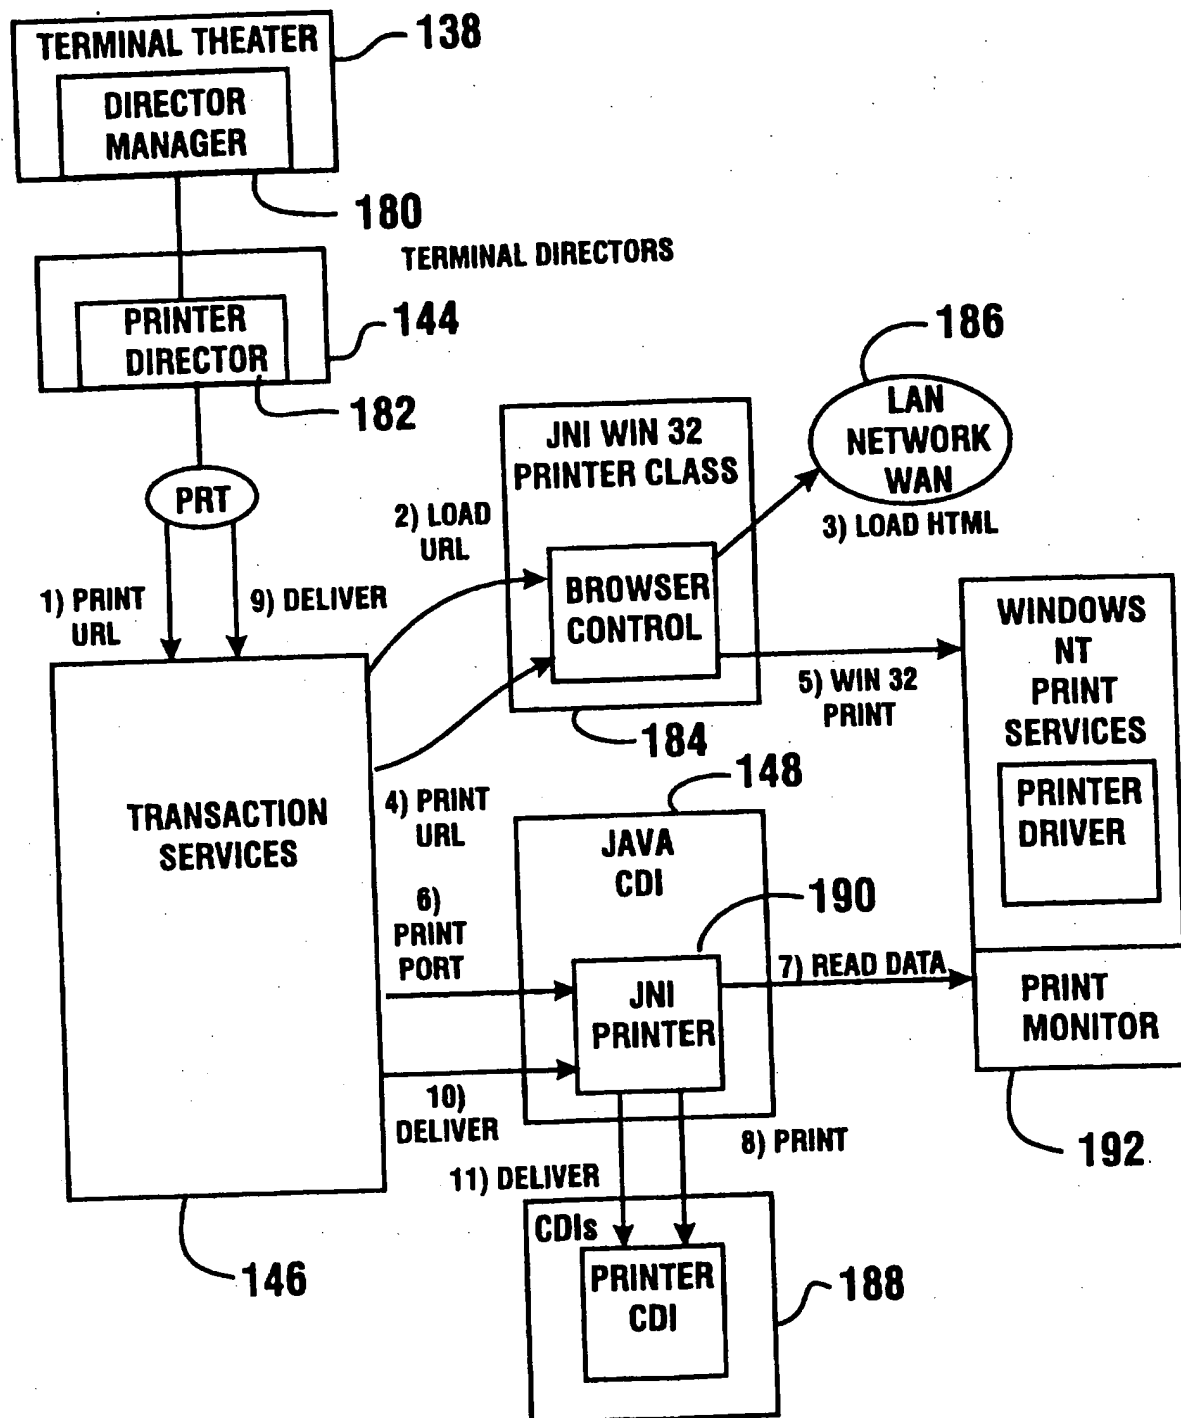 TERMINAL THEATER
138
DIRECTOR
MANAGER
180
TERMINAL DIRECTORS
PRINTER
DIRECTOR
144
182
PRT
1) PRINT
URL
9) DELIVER
2) LOAD
URL
JNI WIN 32
PRINTER CLASS
BROWSER
CONTROL
184
186
LAN
NETWORK
WAN
3) LOAD HTML
4) PRINT
URL
5) WIN 32
PRINT
WINDOWS
NT
PRINT
SERVICES
PRINTER
DRIVER
TRANSACTION
SERVICES
146
148
JAVA
CDI
190
6)
PRINT
PORT
JNI
PRINTER
7) READ DATA
PRINT
MONITOR
192
10)
DELIVER
8) PRINT
11) DELIVER
CDIs
PRINTER
CDI
188